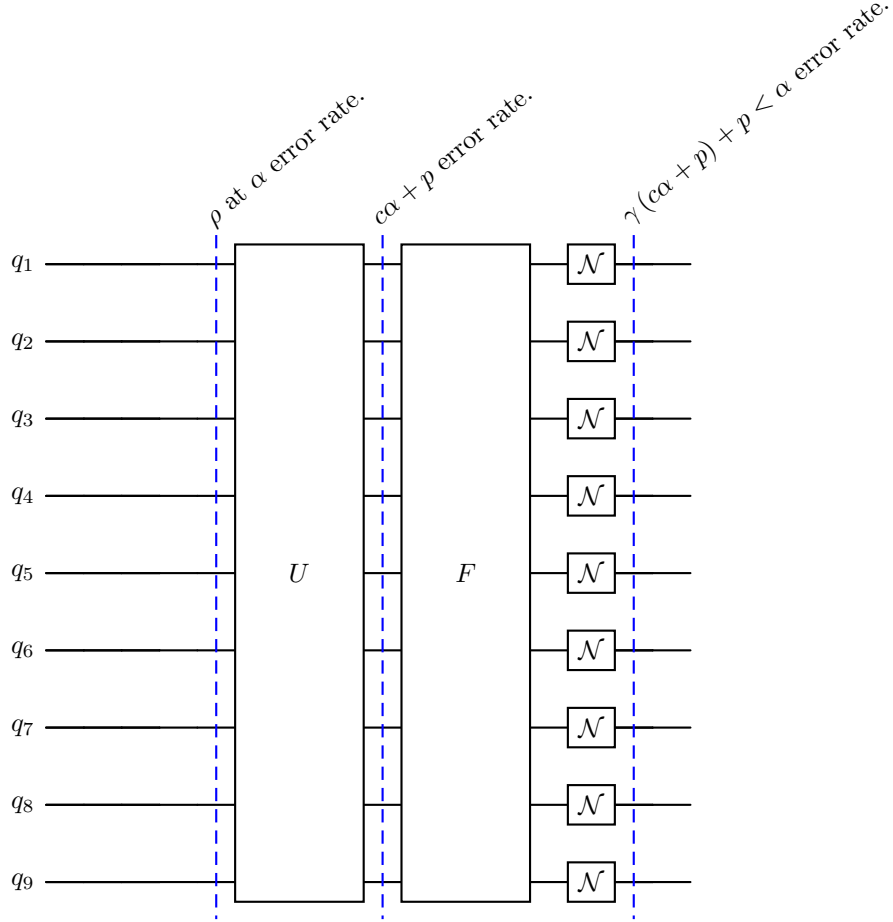 ρ at α error rate.
cα + p error rate.
γ (cα + p) + p < α error rate.
q₁ 𝒩
q₂ 𝒩
q₃ 𝒩
q₄ 𝒩
q₅ U F 𝒩
q₆ 𝒩
q₇ 𝒩
q₈ 𝒩
q₉ 𝒩